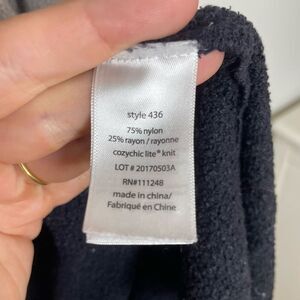 style 436
75% nylon
25% rayon / rayonne
cozychic lite® knit
LOT # 20170503A
RN#111248
made in china/
Fabriqué en Chine